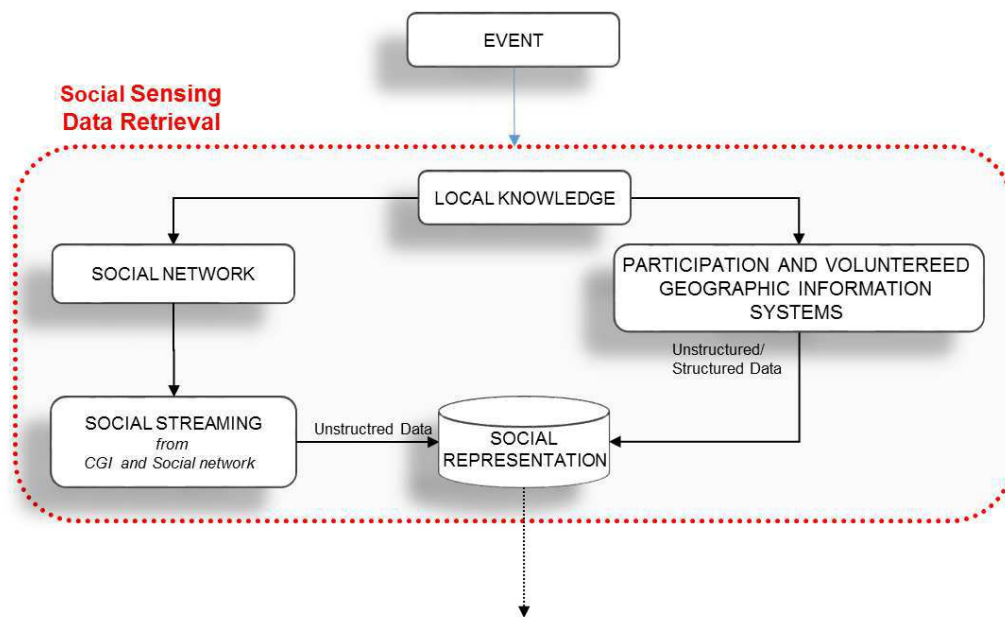 EVENT
Social Sensing
Data Retrieval
LOCAL KNOWLEDGE
SOCIAL NETWORK
PARTICIPATION AND VOLUNTEREED
GEOGRAPHIC INFORMATION
SYSTEMS
Unstructured/
Structured Data
SOCIAL STREAMING
from
CGI and Social network
Unstructred Data
SOCIAL
REPRESENTATION